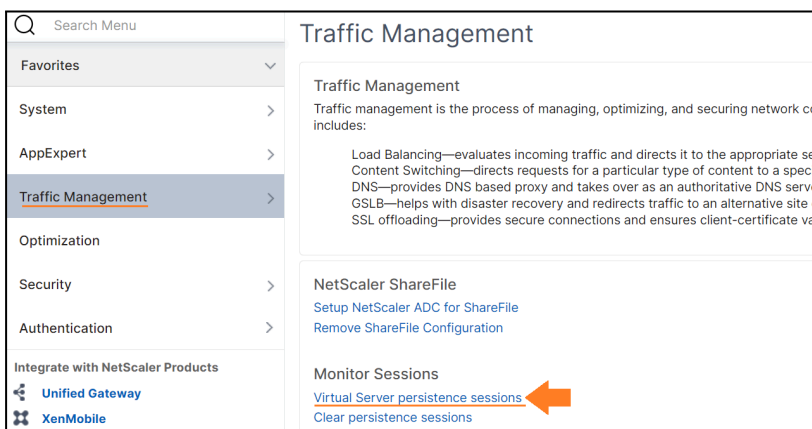 Search Menu
Favorites
System
AppExpert
Traffic Management
Optimization
Security
Authentication
Integrate with NetScaler Products
Unified Gateway
XenMobile
Traffic Management
Traffic Management
Traffic management is the process of managing, optimizing, and securing network
includes:
Load Balancing—evaluates incoming traffic and directs it to the appropriate
Content Switching—directs requests for a particular type of content to a
DNS—provides DNS based proxy and takes over as an authoritative DNS
GSLB—helps with disaster recovery and redirects traffic to an alternative site
SSL offloading—provides secure connections and ensures client-certificate
NetScaler ShareFile
Setup NetScaler ADC for ShareFile
Remove ShareFile Configuration
Monitor Sessions
Virtual Server persistence sessions
Clear persistence sessions